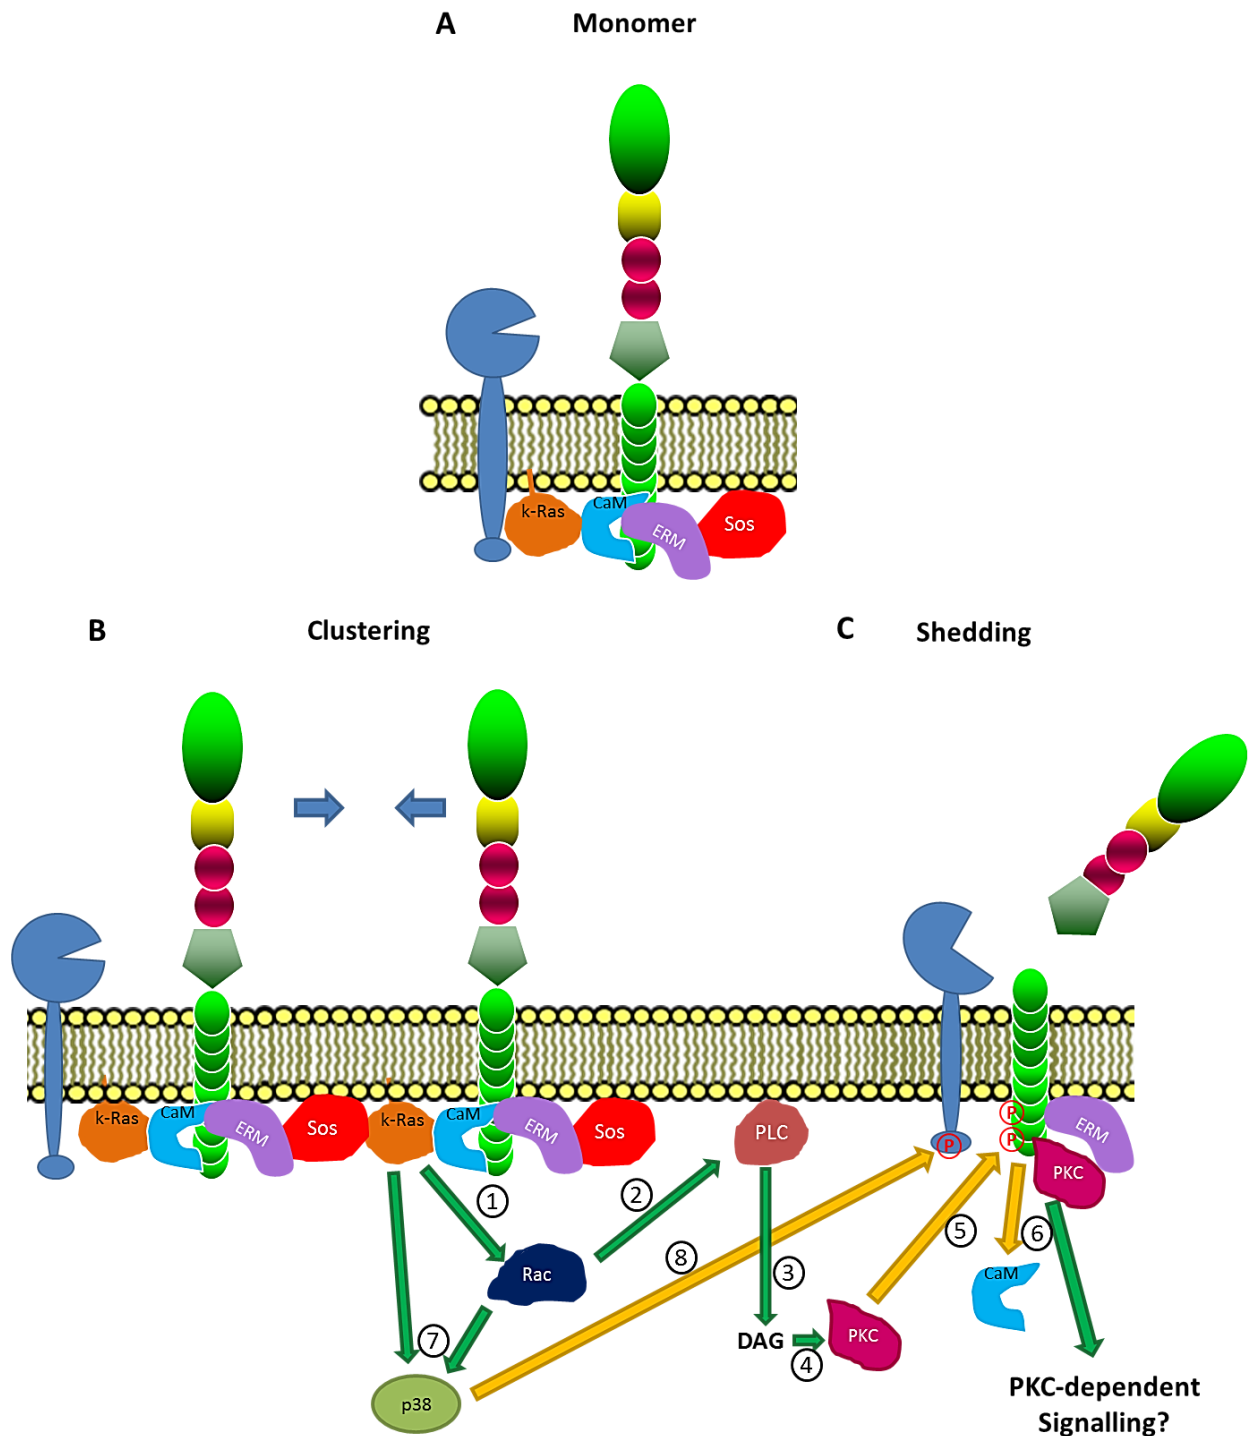 A
Monomer
k-Ras
CaM
ERM
Sos
B
Clustering
C
Shedding
k-Ras
CaM
ERM
Sos
k-Ras
CaM
ERM
Sos
PLC
P
P
P
ERM
PKC
1
2
5
6
8
3
Rac
CaM
7
DAG
4
PKC
p38
PKC-dependent
Signalling?